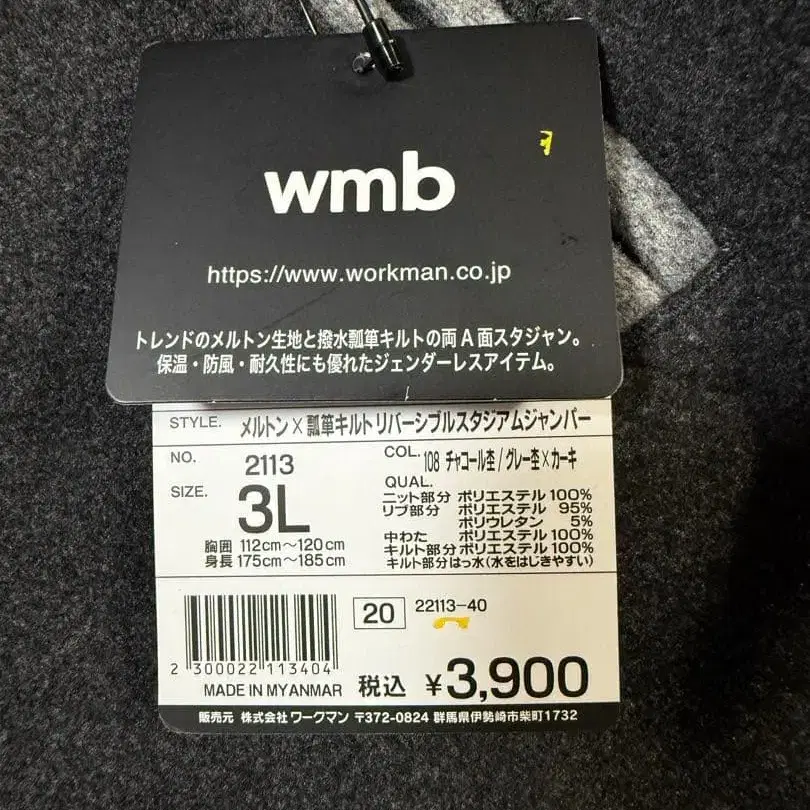 wmb
https://www.workman.co.jp
トレンドのメルトン生地と撥水瓢箪キルトの両A面スタジャン。
保温・防風・耐久性にも優れたジェンダーレスアイテム。
STYLE. メルトン×瓢箪キルトリバーシブルスタジアムジャンパー
NO. 2113
COL. 108 チャコール杢/グレー杢×カーキ
SIZE. 3L
胸囲 112cm〜120cm
身長 175cm〜185cm
QUAL.
ニット部分 ポリエステル 100%
リブ部分 ポリエステル 95%
ポリウレタン 5%
中わた ポリエステル 100%
キルト部分 ポリエステル 100%
キルト部分はっ水(水をはじきやすい)
20 22113-40
2 300022 113404
MADE IN MYANMAR 税込 ¥3,900
販売元 株式会社ワークマン 〒372-0824 群馬県伊勢崎市柴町1732